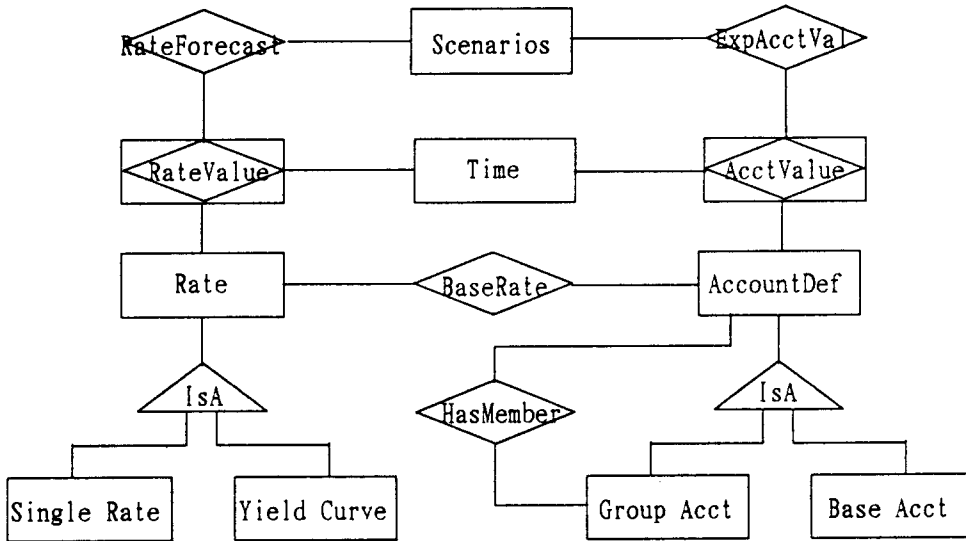 RateForecast
Scenarios
ExpAcctVal
RateValue
Time
AcctValue
Rate
BaseRate
AccountDef
IsA
HasMember
IsA
Single Rate
Yield Curve
Group Acct
Base Acct